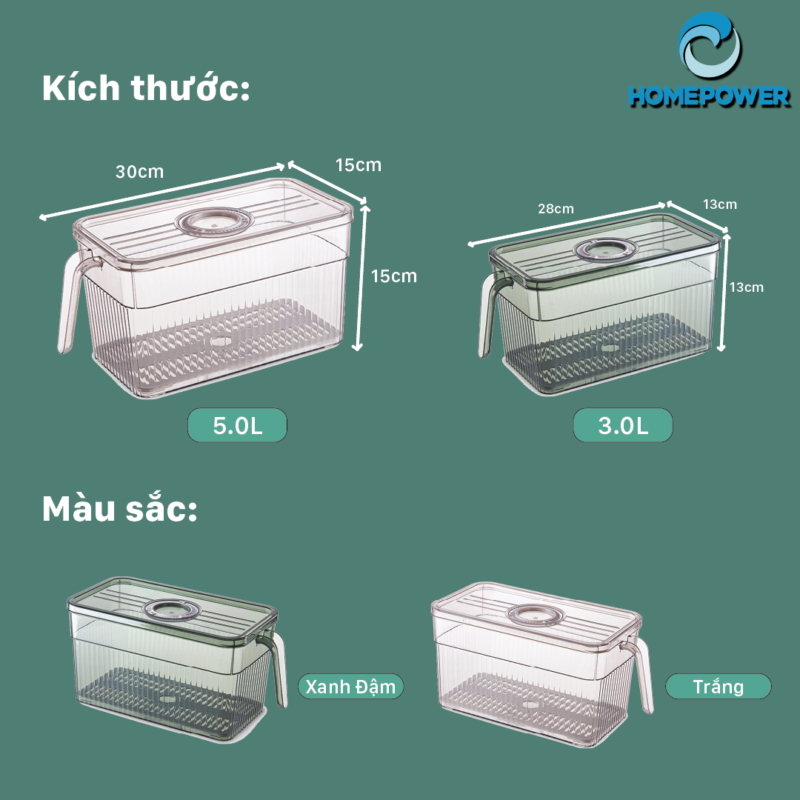 HOMEPOWER
Kích thước:
30cm
15cm
15cm
28cm
13cm
13cm
5.0L
3.0L
Màu sắc:
Xanh Đậm
Trắng